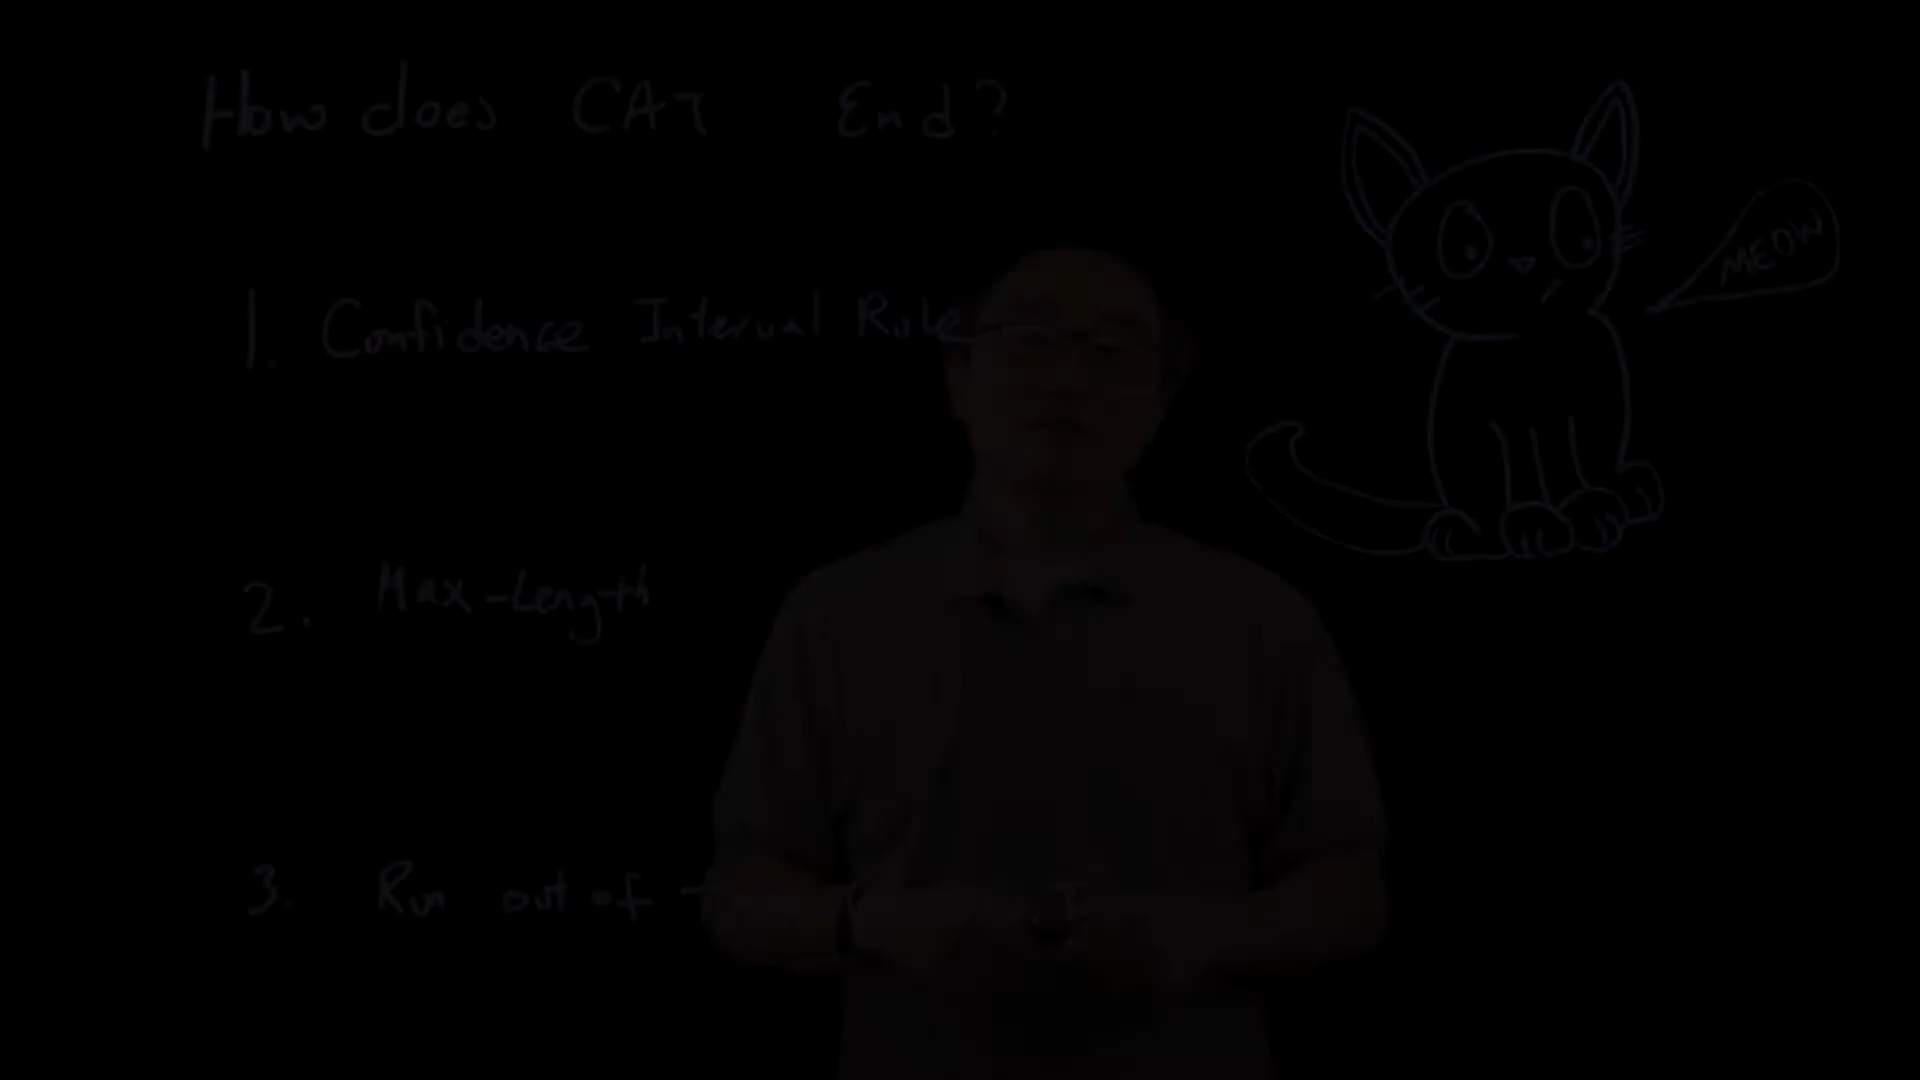 How does CAT End?
MEOW
1. Confidence Interval Rule
2. Max-Length
3. Run out of